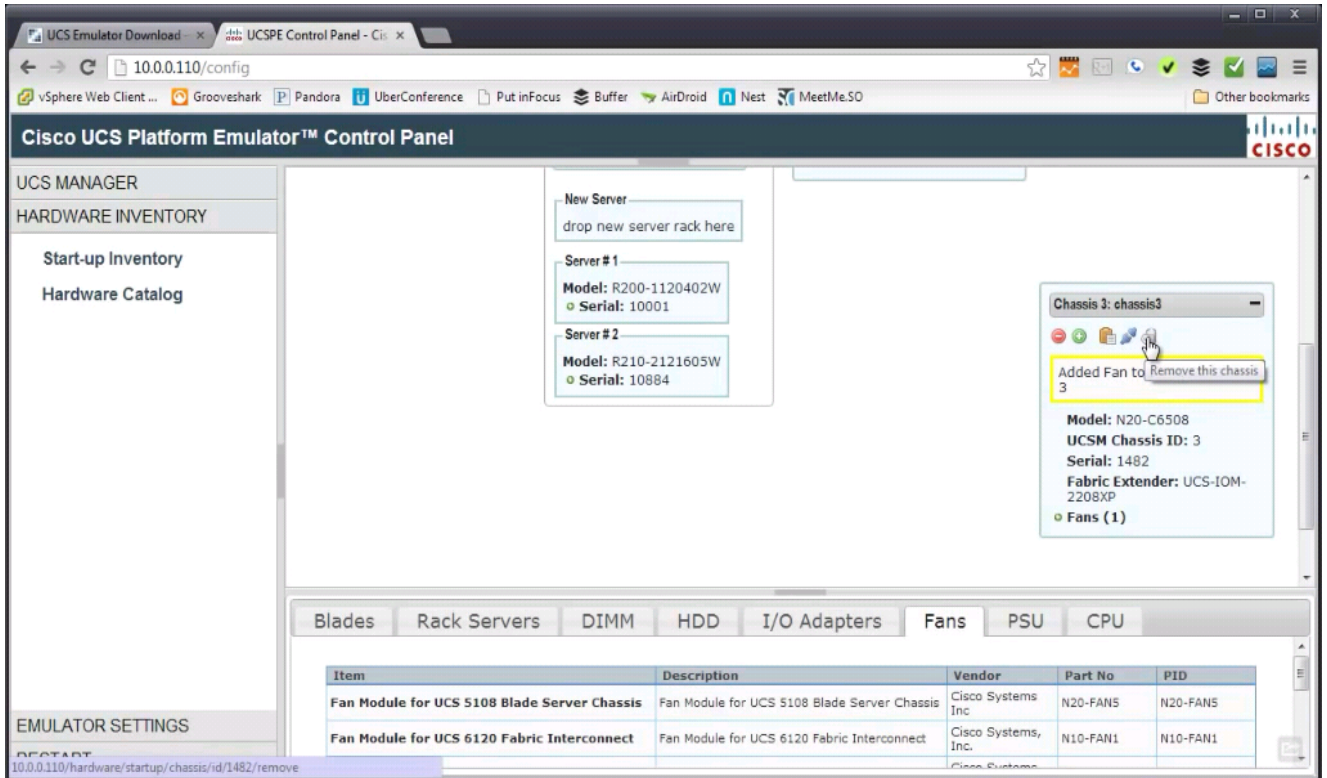 UCS Emulator Download -
UCSPE Control Panel - Cis
10.0.0.110/config
vSphere Web Client ...
Grooveshark
Pandora
UberConference
Put inFocus
Buffer
AirDroid
Nest
MeetMe.SO
Other bookmarks
Cisco UCS Platform Emulator™ Control Panel
CISCO
UCS MANAGER
HARDWARE INVENTORY
Start-up Inventory
Hardware Catalog
New Server
drop new server rack here
Server # 1
Model: R200-1120402W
Serial: 10001
Server # 2
Model: R210-2121605W
Serial: 10884
Chassis 3: chassis3
Added Fan to
3
Remove this chassis
Model: N20-C6508
UCSM Chassis ID: 3
Serial: 1482
Fabric Extender: UCS-IOM-
2208XP
Fans (1)
Blades Rack Servers DIMM HDD I/O Adapters Fans PSU CPU
Item Description Vendor Part No PID
Fan Module for UCS 5108 Blade Server Chassis Fan Module for UCS 5108 Blade Server Chassis Cisco Systems Inc N20-FAN5 N20-FAN5
Fan Module for UCS 6120 Fabric Interconnect Fan Module for UCS 6120 Fabric Interconnect Cisco Systems, Inc. N10-FAN1 N10-FAN1
Cisco Systems
EMULATOR SETTINGS
RESTART
10.0.0.110/hardware/startup/chassis/id/1482/remove